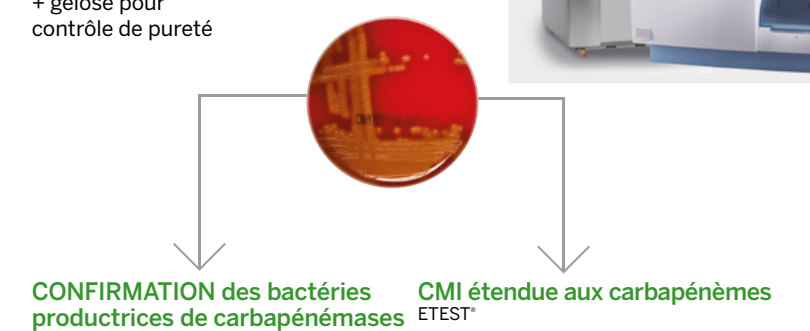 + gélose pour
contrôle de pureté
CONFIRMATION des bactéries
productrices de carbapénémases
CMI étendue aux carbapénèmes
ETEST®